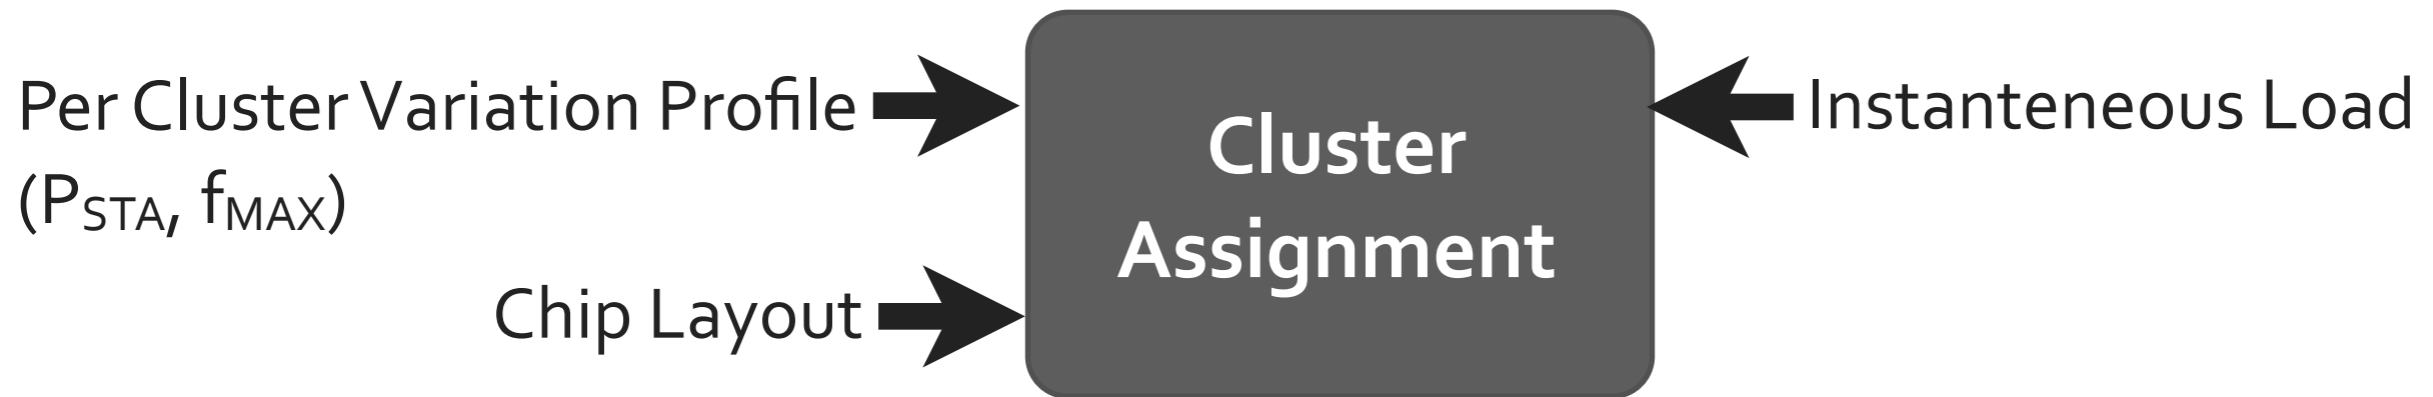 Per Cluster Variation Profile
(PSTA, fMAX)
Chip Layout
Cluster
Assignment
Instanteneous Load